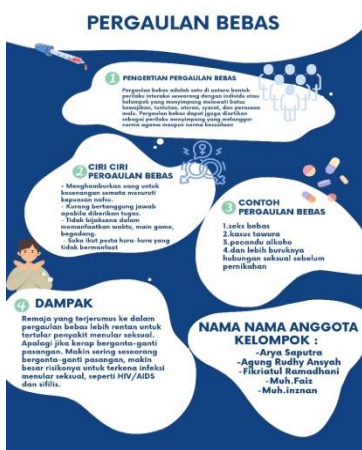 PERGAULAN BEBAS
1 PENGERTIAN PERGAULAN BEBAS
Pergaulan bebas adalah satu di antara bentuk
perilaku interaksi seseorang dengan individu atau
kelompok yang menyimpang melewati batas
kewajiban, tuntutan, aturan, syarat, dan perasaan
malu. Pergaulan bebas dapat jguga diartikan
sebagai perilaku menyimpang yang melanggar
norma agama maupun norma kesusilaan
2 CIRI CIRI
PERGAULAN BEBAS
- Menghamburkan uang untuk
kesenangan semata menuruti
kepuasan nafsu.
- Kurang bertanggung jawab
apabila diberikan tugas.
- Tidak bijaksana dalam
memanfaatkan waktu, main game,
begadang.
- Suka ikut pesta hura-hura yang
tidak bermanfaat
3 CONTOH
PERGAULAN BEBAS
1.seks bebas
2.kasus tawura
3.pecandu alkoho
4.dan lebih buruknya
hubungan seksual sebalum
pernikahan
4 DAMPAK
Remaja yang terjerumus ke dalam
pergaulan bebas lebih rentan untuk
tertular penyakit menular seksual.
Apalagi jika kerap bergonta-ganti
pasangan. Makin sering seseorang
bergonta-ganti pasangan, makin
besar risikonya untuk terkena infeksi
menular seksual, seperti HIV/AIDS
dan sifilis.
NAMA NAMA ANGGOTA
KELOMPOK :
-Arya Saputra
-Agung Rudhy Ansyah
-Fikriatul Ramadhani
-Muh.Faiz
-Muh.inznan